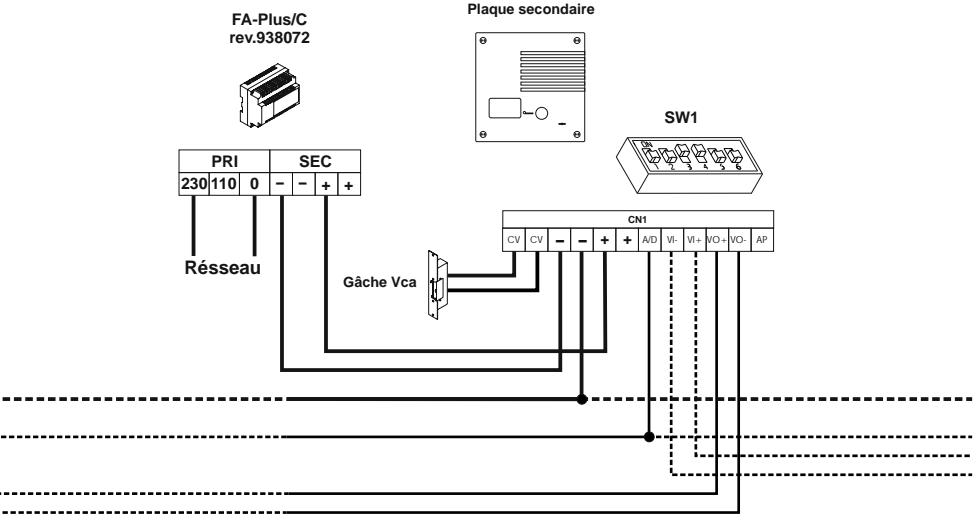 Plaque secondaire
FA-Plus/C
rev.938072
SW1
ON
1 2 3 4 5 6
PRI SEC
230 110 0 – – + +
CN1
CV CV – – + + A/D VI- VI+ VO+ VO- AP
Résseau
Gâche Vca